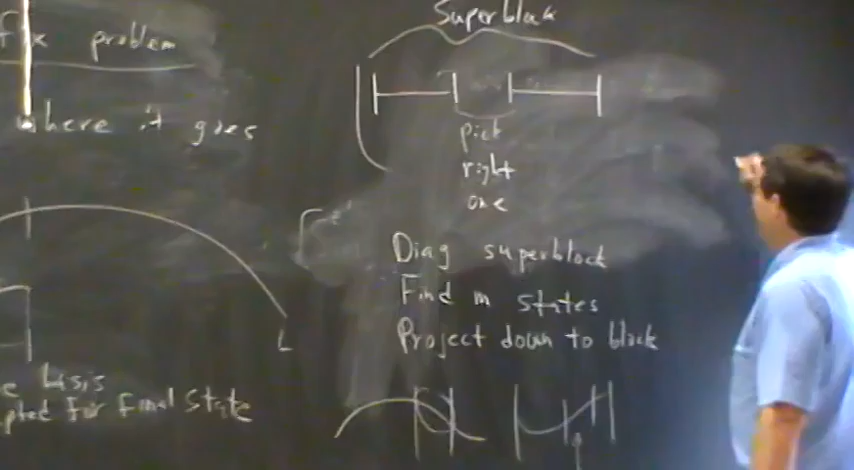 fix problem
where it goes
L
basis
for final state
Superblock
pick
right
one
Diag superblock
Find m states
Project down to block